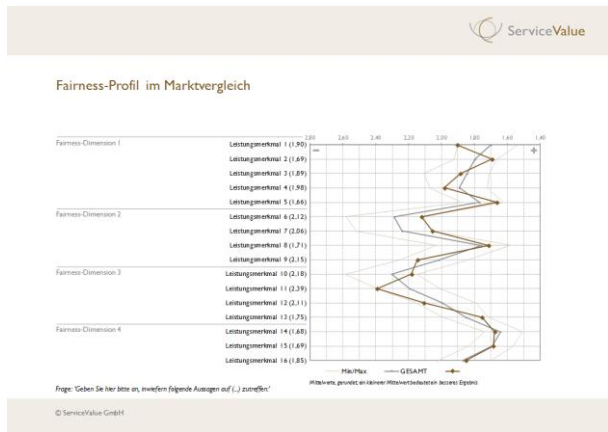 ServiceValue
Fairness-Profil im Marktvergleich
2,80 2,60 2,40 2,20 2,00 1,80 1,60 1,40
Fairness-Dimension 1
Leistungsmerkmal 1 (1,90)
Leistungsmerkmal 2 (1,69)
Leistungsmerkmal 3 (1,89)
Leistungsmerkmal 4 (1,98)
Leistungsmerkmal 5 (1,66)
Fairness-Dimension 2
Leistungsmerkmal 6 (2,12)
Leistungsmerkmal 7 (2,06)
Leistungsmerkmal 8 (1,71)
Leistungsmerkmal 9 (2,15)
Fairness-Dimension 3
Leistungsmerkmal 10 (2,18)
Leistungsmerkmal 11 (2,39)
Leistungsmerkmal 12 (2,11)
Leistungsmerkmal 13 (1,75)
Fairness-Dimension 4
Leistungsmerkmal 14 (1,68)
Leistungsmerkmal 15 (1,69)
Leistungsmerkmal 16 (1,85)
Min/Max GESAMT
Mittelwerte, gerundet; ein kleinerer Mittelwert bedeutet ein besseres Ergebnis
Frage: 'Geben Sie hier bitte an, inwiefern folgende Aussagen auf (...) zutreffen:'
© ServiceValue GmbH